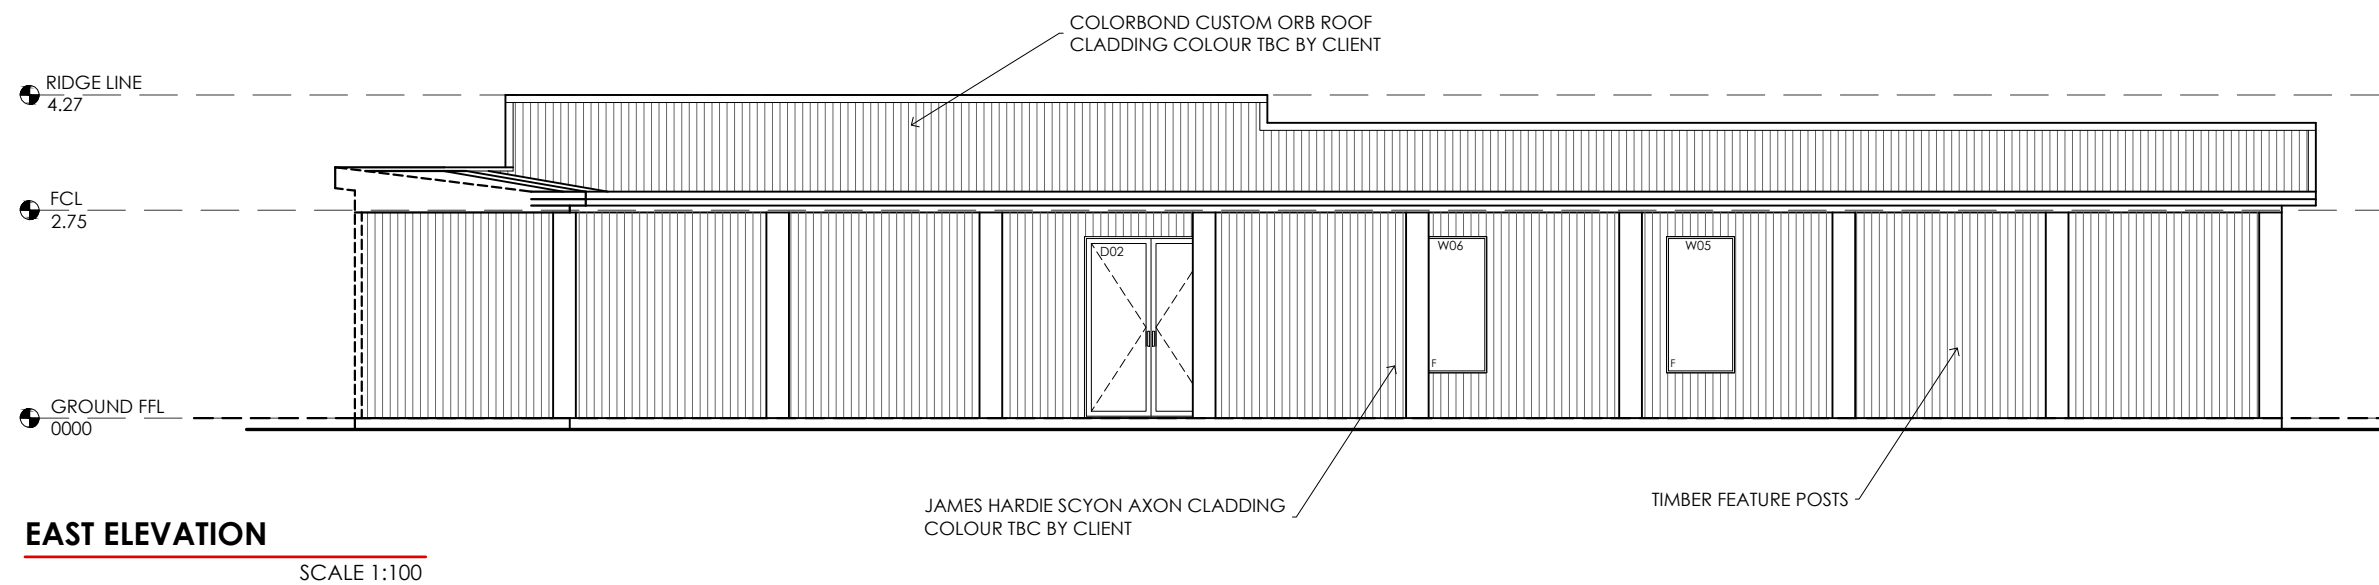 COLORBOND CUSTOM ORB ROOF
CLADDING COLOUR TBC BY CLIENT
RIDGE LINE
4.27
FCL
2.75
D02
W06
W05
F
F
GROUND FFL
0000
JAMES HARDIE SCYON AXON CLADDING
COLOUR TBC BY CLIENT
TIMBER FEATURE POSTS
EAST ELEVATION
SCALE 1:100